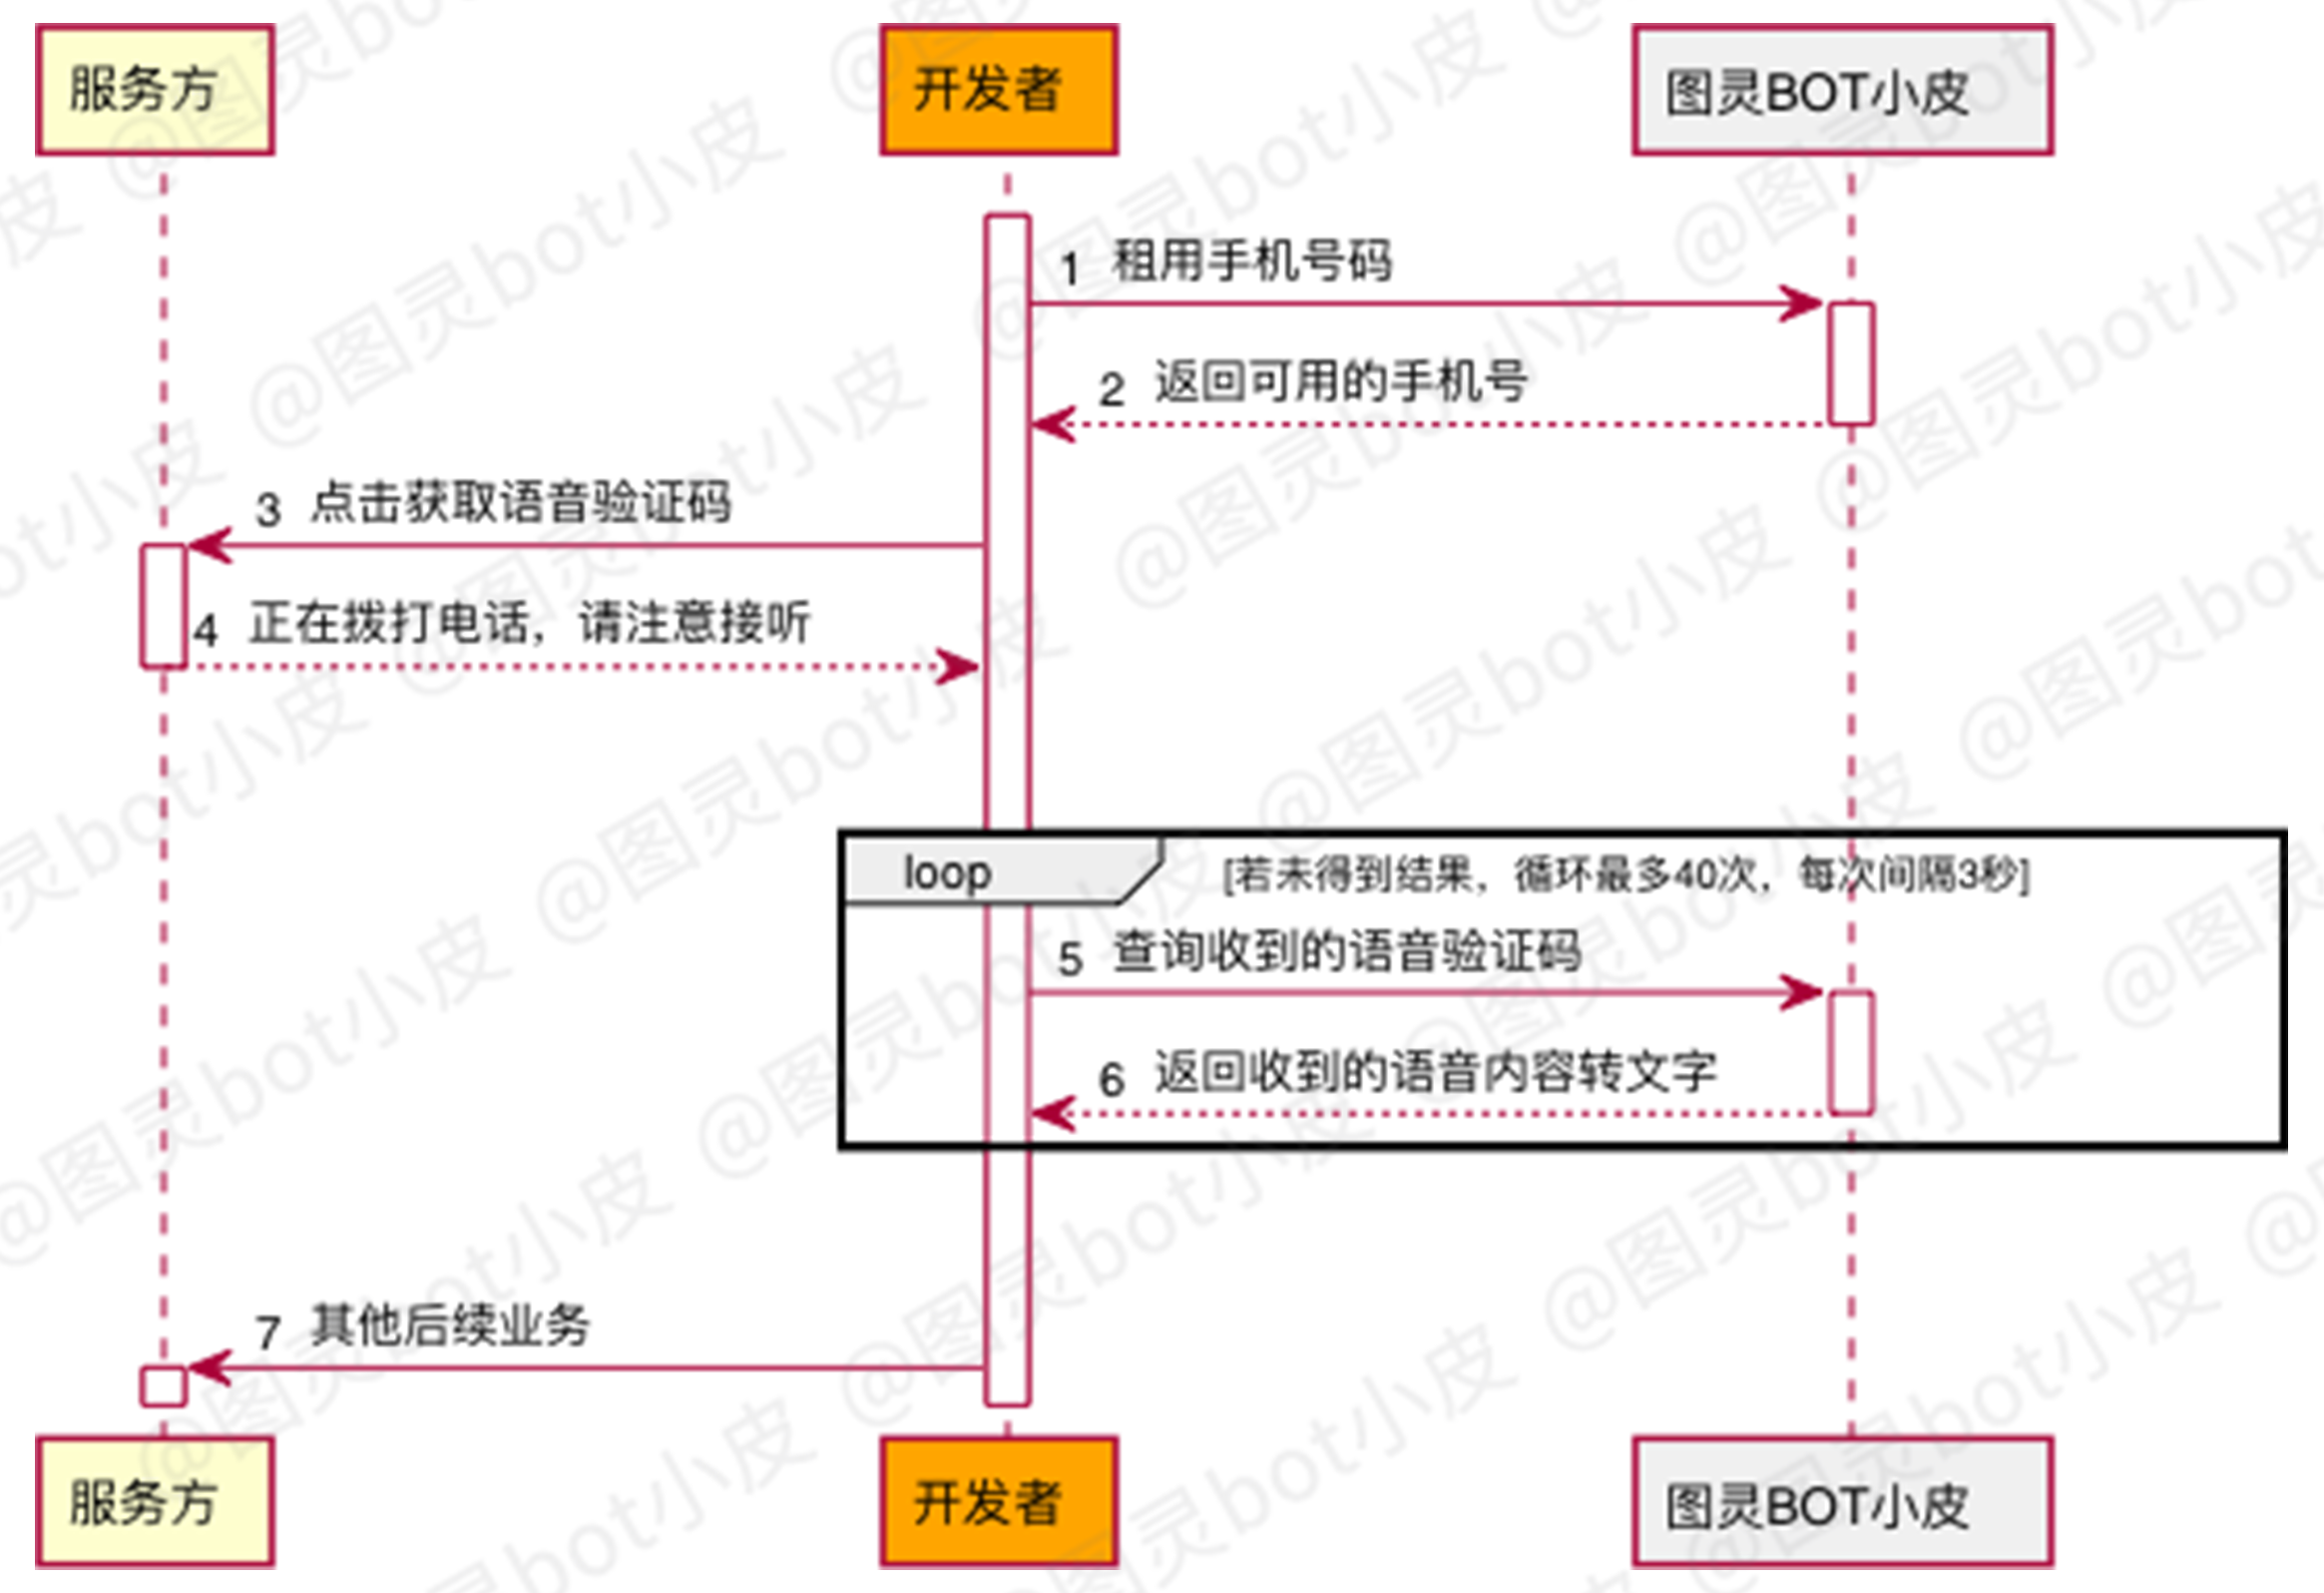 服务方
开发者
图灵BOT小皮
1 租用手机号码
2 返回可用的手机号
3 点击获取语音验证码
4 正在拨打电话，请注意接听
loop [若未得到结果，循环最多40次，每次间隔3秒]
5 查询收到的语音验证码
6 返回收到的语音内容转文字
7 其他后续业务
服务方
开发者
图灵BOT小皮
@图灵bot小皮